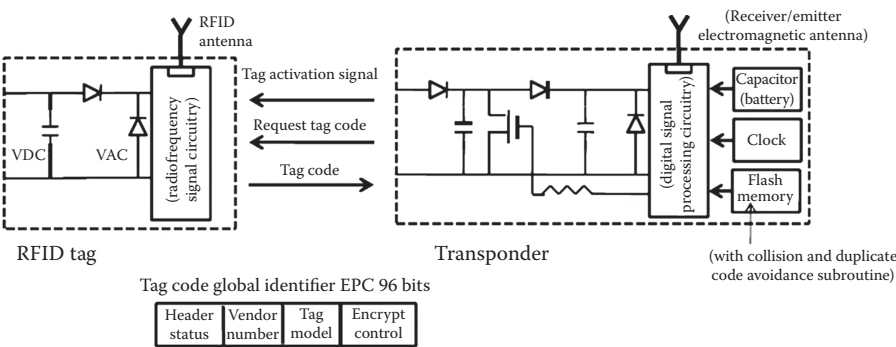 RFID
antenna
(Receiver/emitter
electromagnetic antenna)
Tag activation signal
Request tag code
Tag code
VDC
VAC
(radiofrequency
signal circuitry)
(digital signal
processing circuitry)
Capacitor
(battery)
Clock
Flash
memory
RFID tag
Transponder
(with collision and duplicate
code avoidance subroutine)
Tag code global identifier EPC 96 bits
Header
status
Vendor
number
Tag
model
Encrypt
control